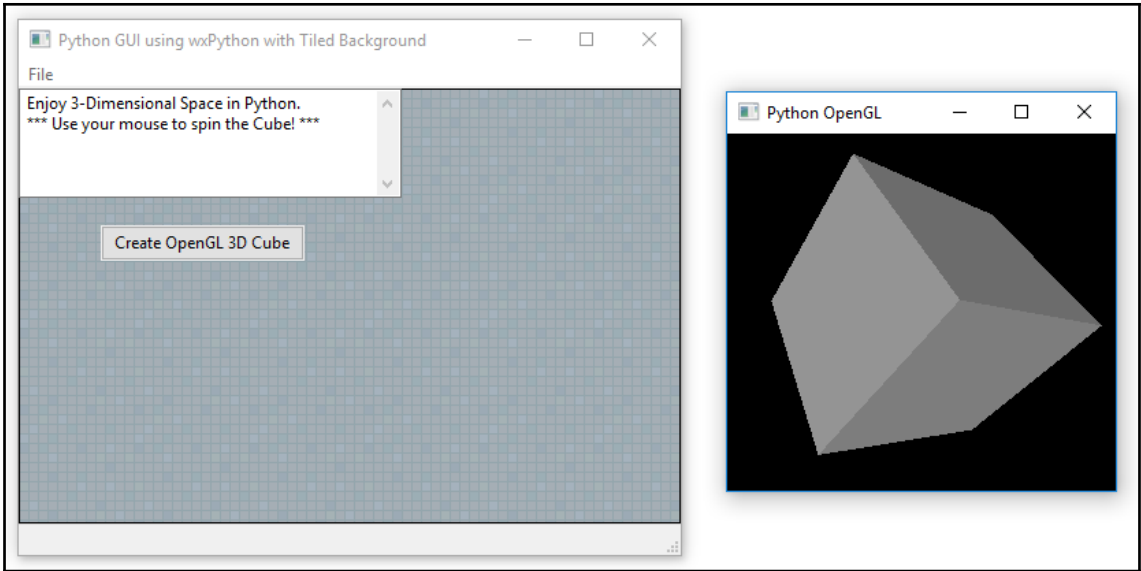 Python GUI using wxPython with Tiled Background
File
Enjoy 3-Dimensional Space in Python.
*** Use your mouse to spin the Cube! ***
Create OpenGL 3D Cube
Python OpenGL